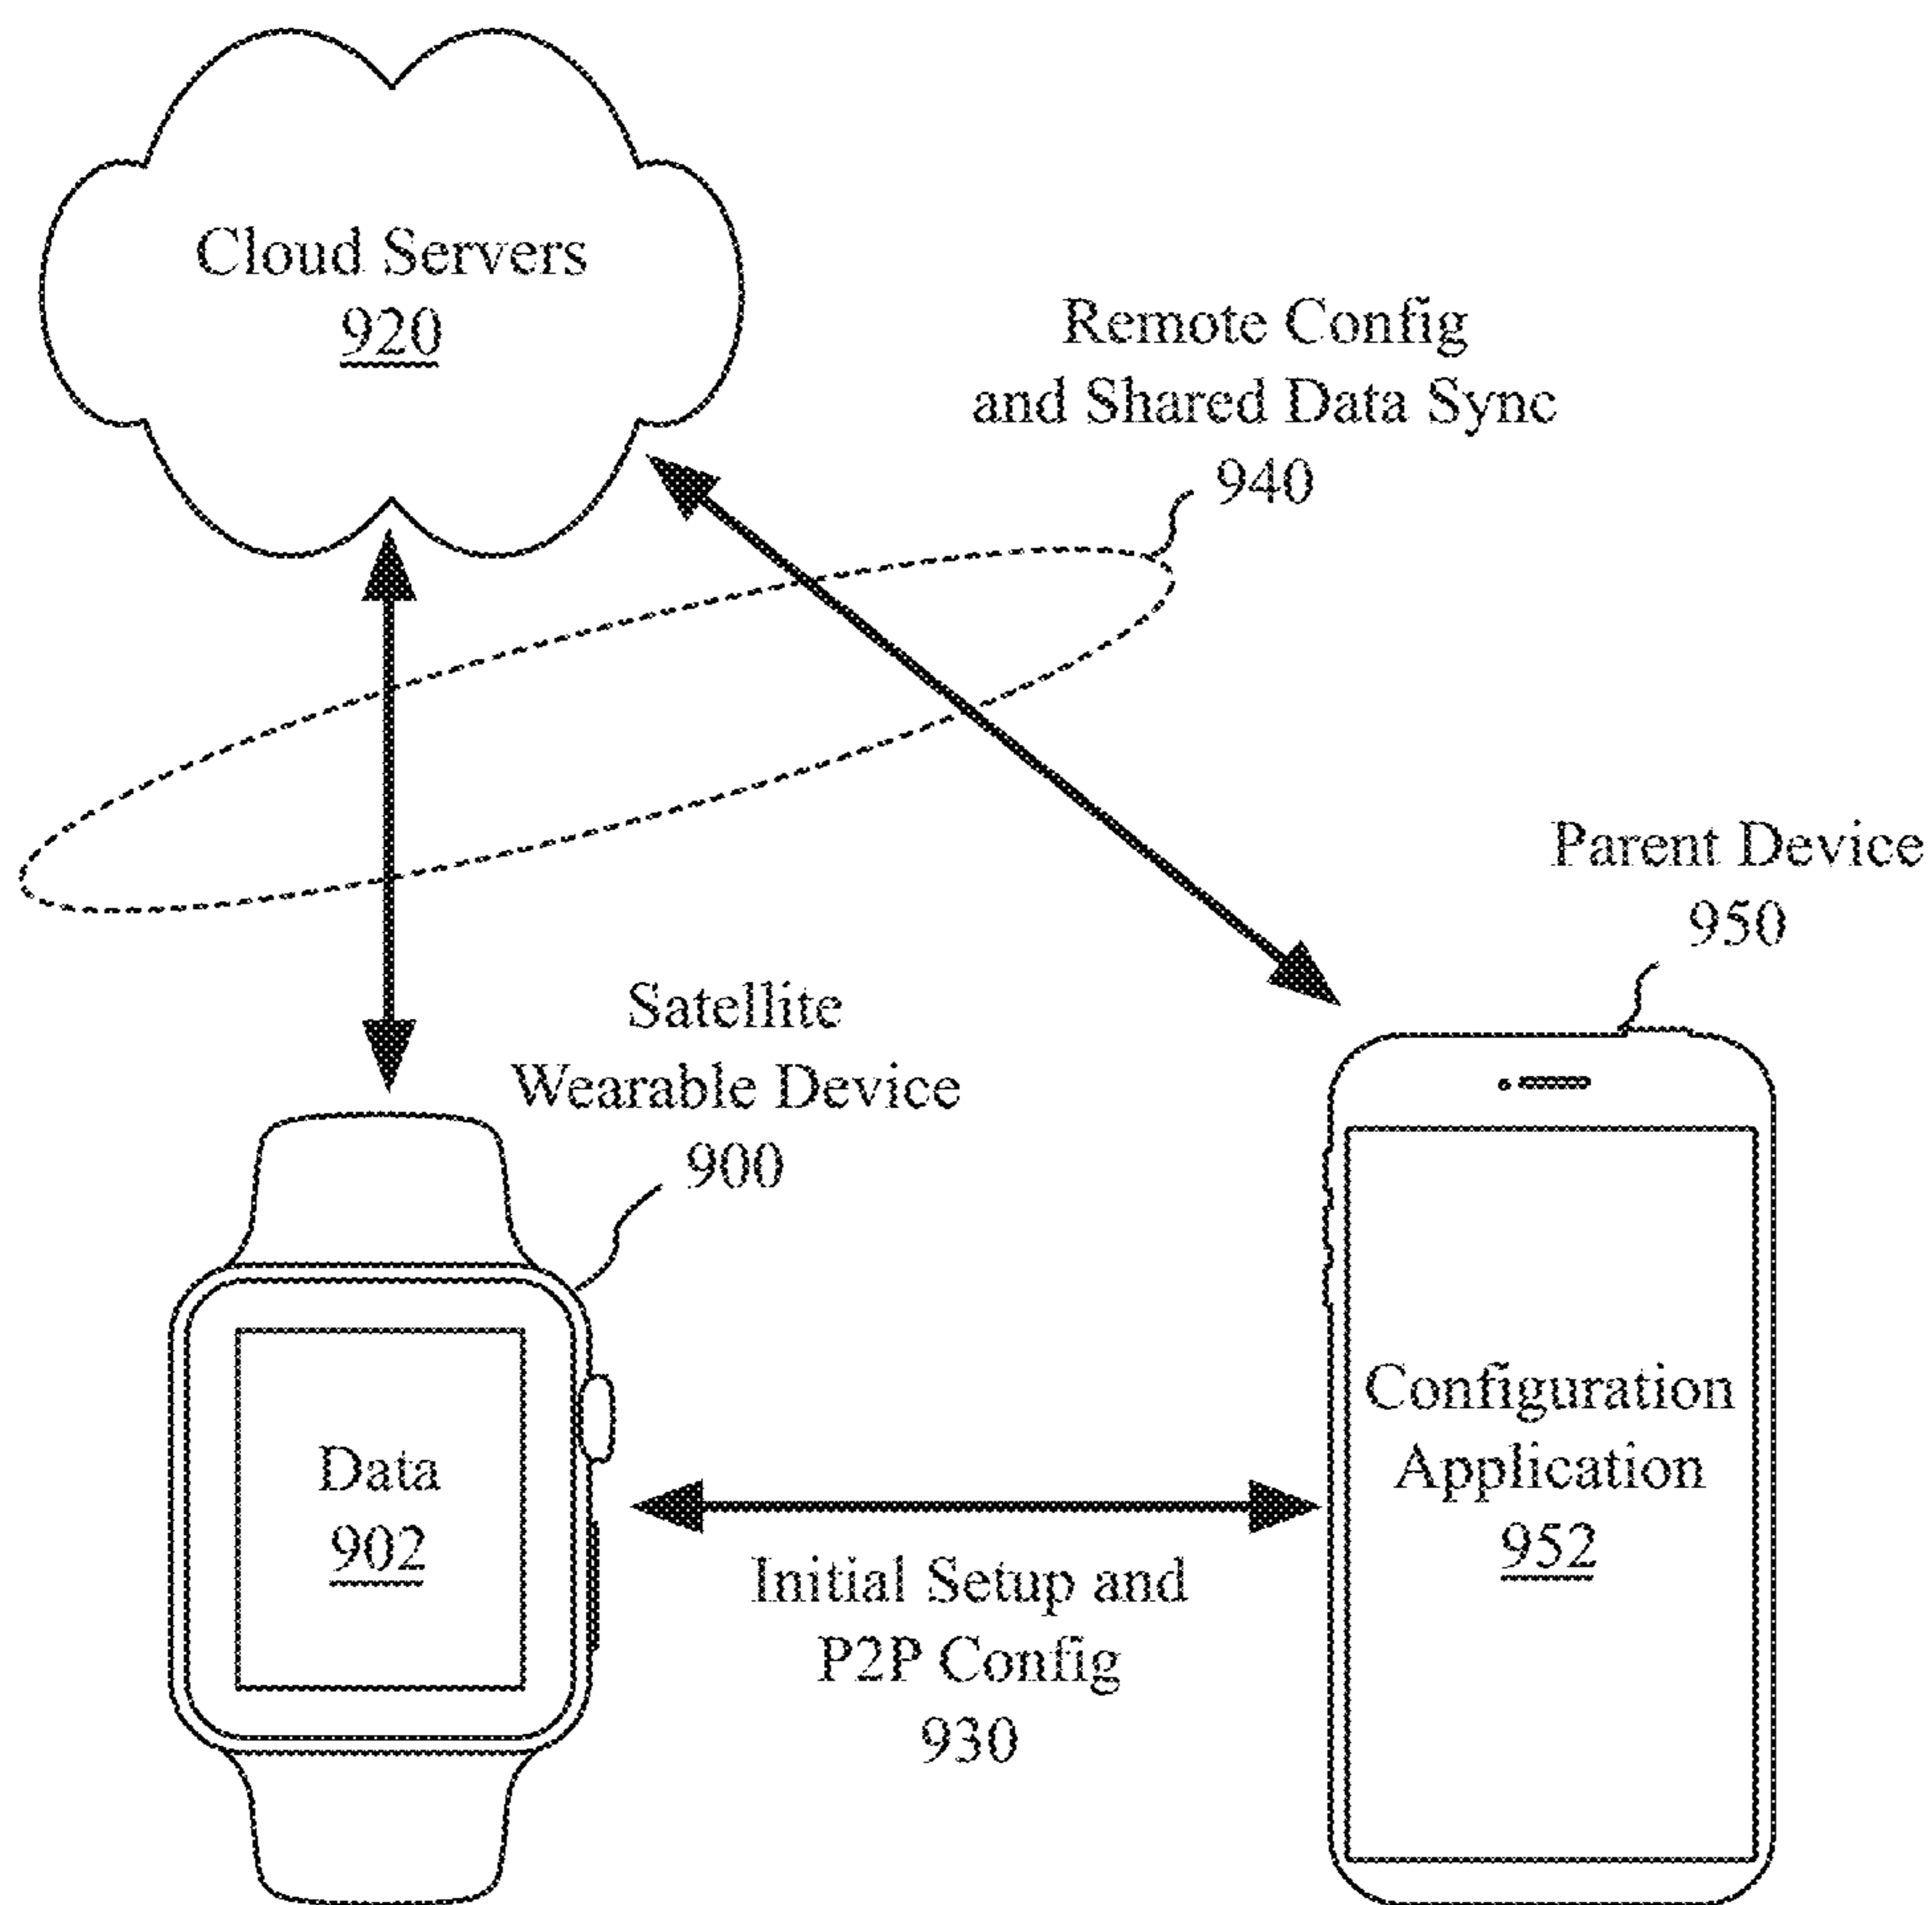 Cloud Servers
920
Remote Config
and Shared Data Sync
940
Parent Device
950
Satellite
Wearable Device
900
Data
902
Configuration
Application
952
Initial Setup and
P2P Config
930